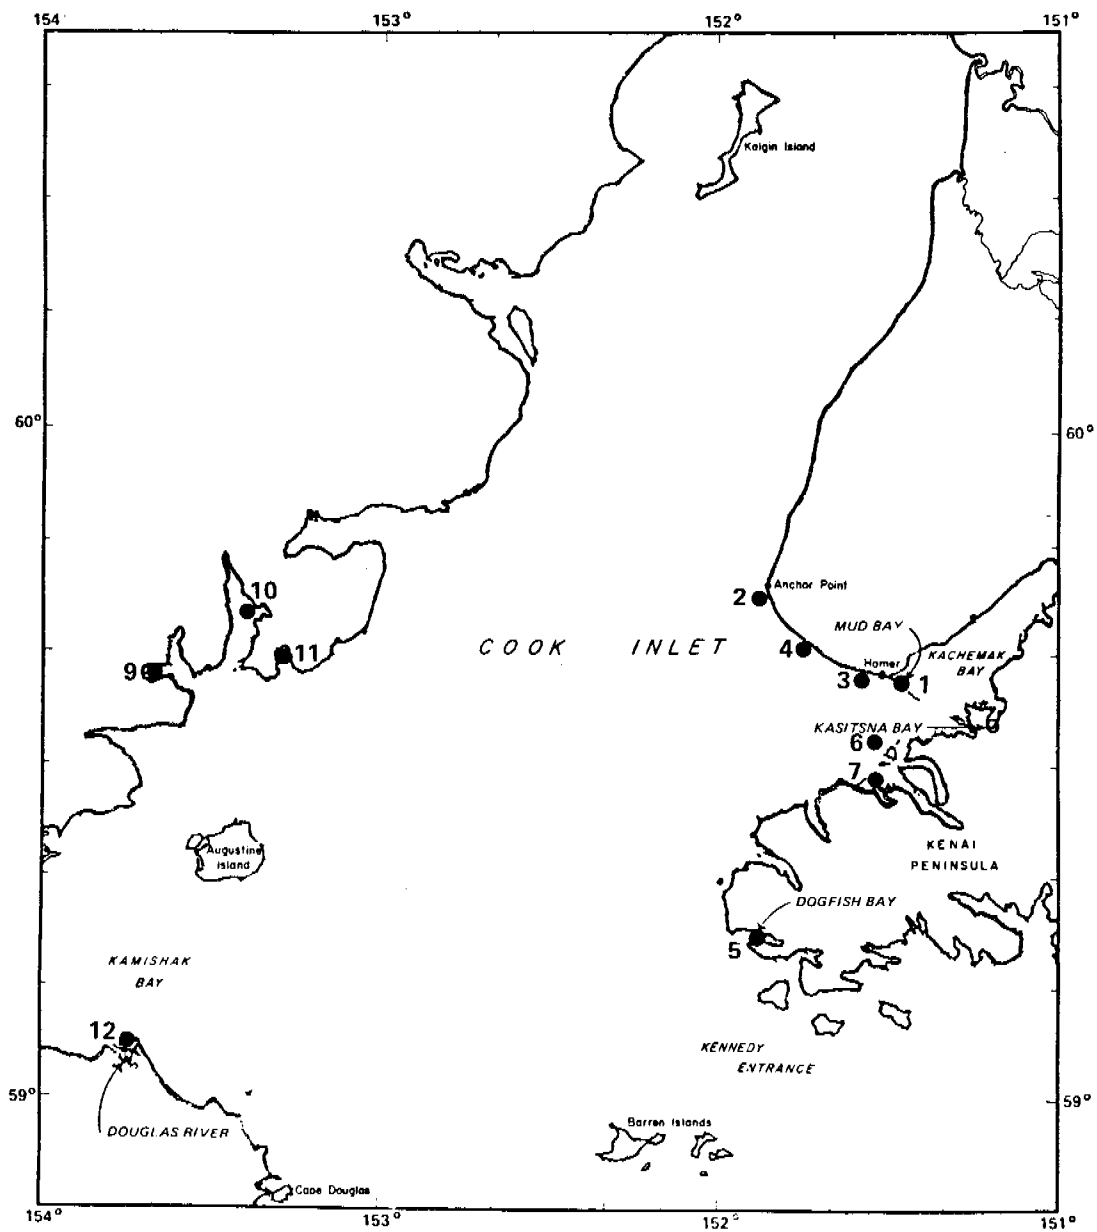 154°
153°
152°
151°
Kalgin Island
60°
60°
10
2
Anchor Point
MUD BAY
COOK INLET
11
4
Homer
KACHEMAK
BAY
9
3
1
KASITSNA BAY
6
7
Augustine
Island
KENAI
PENINSULA
DOGFISH BAY
5
KAMISHAK
BAY
12
KENNEDY
ENTRANCE
59°
59°
Barren Islands
DOUGLAS RIVER
Cape Douglas
154°
153°
152°
151°